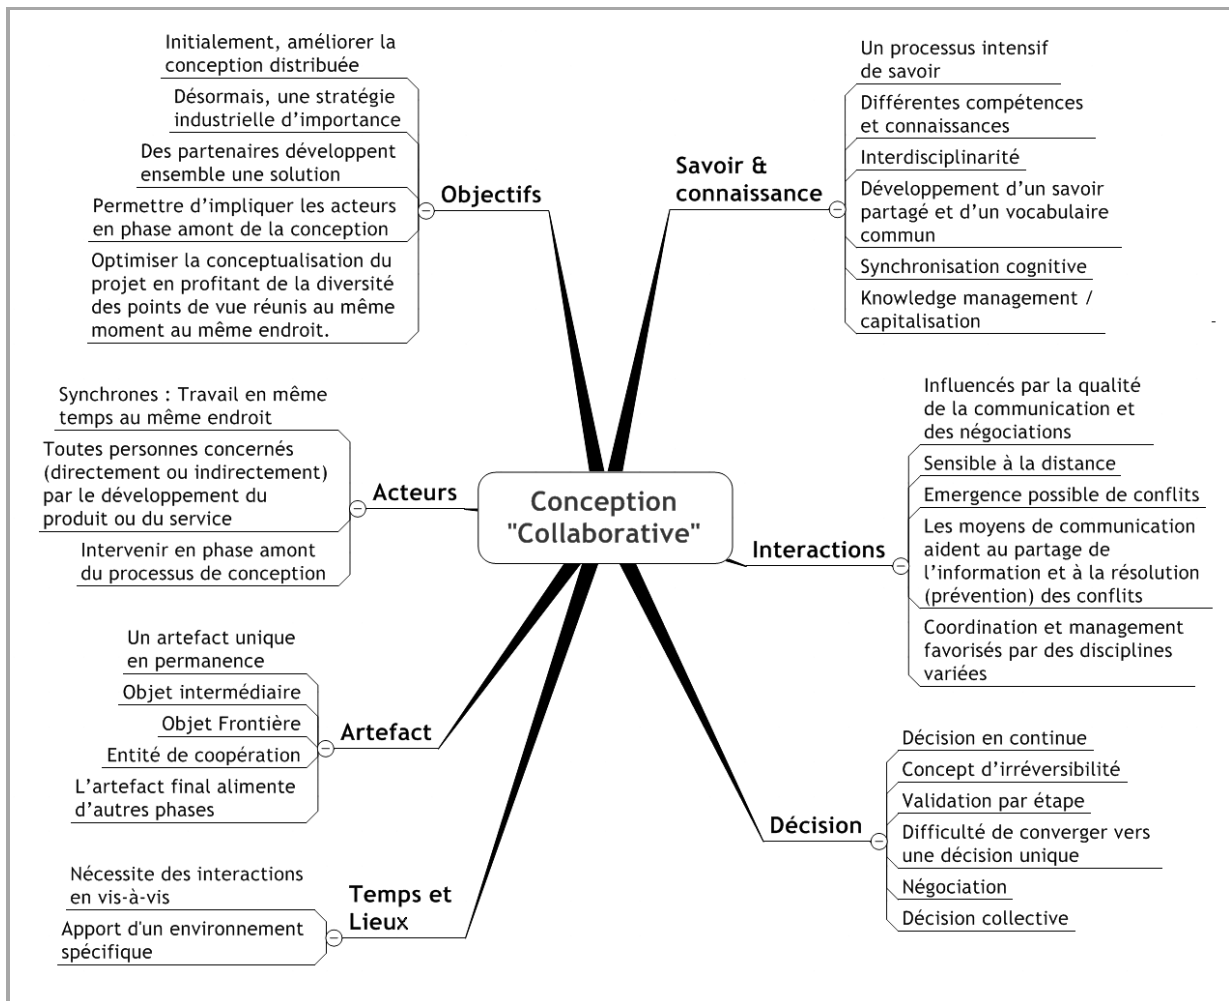 Conception
"Collaborative"
Objectifs
Initialement, améliorer la
conception distribuée
Désormais, une stratégie
industrielle d’importance
Des partenaires développent
ensemble une solution
Permettre d’impliquer les acteurs
en phase amont de la conception
Optimiser la conceptualisation du
projet en profitant de la diversité
des points de vue réunis au même
moment au même endroit.
Acteurs
Synchrones : Travail en même
temps au même endroit
Toutes personnes concernés
(directement ou indirectement)
par le développement du
produit ou du service
Intervenir en phase amont
du processus de conception
Artefact
Un artefact unique
en permanence
Objet intermédiaire
Objet Frontière
Entité de coopération
L’artefact final alimente
d’autres phases
Temps et
Lieux
Nécessite des interactions
en vis-à-vis
Apport d'un environnement
spécifique
Savoir &
connaissance
Un processus intensif
de savoir
Différentes compétences
et connaissances
Interdisciplinarité
Développement d’un savoir
partagé et d’un vocabulaire
commun
Synchronisation cognitive
Knowledge management /
capitalisation
Interactions
Influencés par la qualité
de la communication et
des négociations
Sensible à la distance
Emergence possible de conflits
Les moyens de communication
aident au partage de
l’information et à la résolution
(prévention) des conflits
Coordination et management
favorisés par des disciplines
variées
Décision
Décision en continue
Concept d’irréversibilité
Validation par étape
Difficulté de converger vers
une décision unique
Négociation
Décision collective